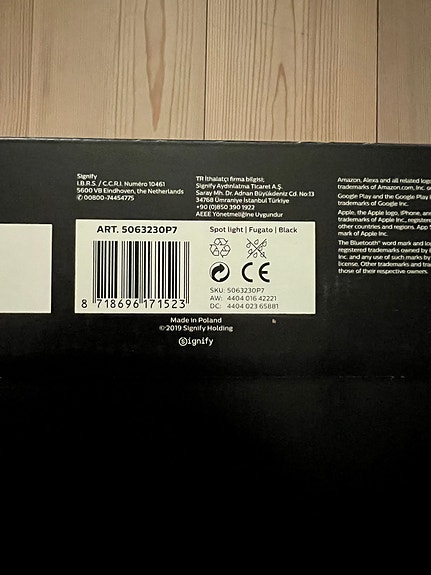 Signify
I.B.R.S. / C.C.R.I. Numéro 10461
5600 VB Eindhoven, the Netherlands
✆ 00800-74454775
TR İthalatçı firma bilgisi;
Signify Aydınlatma Ticaret A.Ş.
Saray Mh. Dr. Adnan Büyükdeniz Cd. No:13
34768 Ümraniye İstanbul Türkiye
+90 (0)850 390 1922
AEEE Yönetmeliğine Uygundur
Amazon, Alexa and all related logo
trademarks of Amazon.com, Inc. o
Google Play and the Google Play l
trademarks of Google Inc.
Apple, the Apple logo, iPhone, an
trademarks of Apple Inc., registere
other countries and regions. App S
mark of Apple Inc.
The Bluetooth® word mark and lo
registered trademarks owned by
Inc. and any use of such marks by
license. Other trademarks and tra
those of their respective owners.
ART. 5063230P7
8 718696 171523
Spot light | Fugato | Black
CE
SKU: 5063230P7
AW: 4404 016 42221
DC: 4404 023 65881
Made in Poland
©2019 Signify Holding
Signify